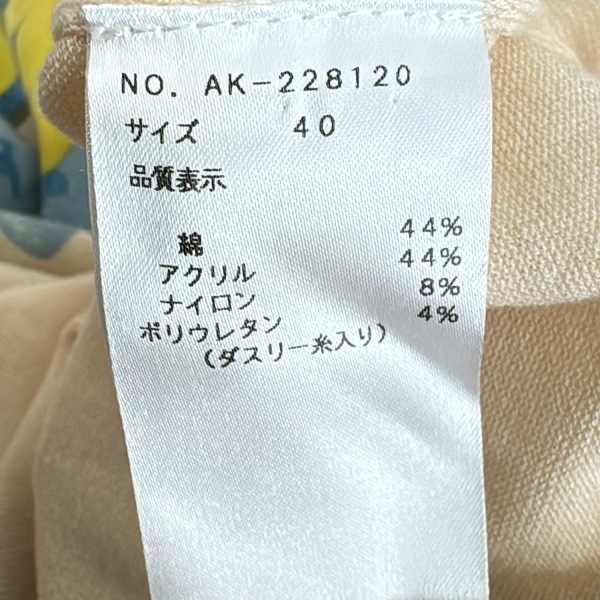 NO. AK-228120
サイズ 40
品質表示
綿 44%
アクリル 44%
ナイロン 8%
ポリウレタン 4%
(ダスリー糸入り)